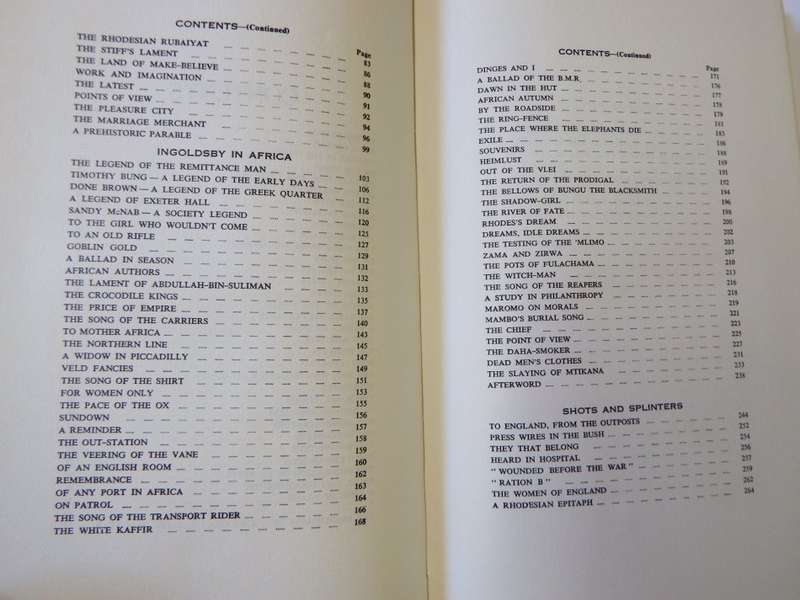 CONTENTS—(Continued)
Page
THE RHODESIAN RUBAIYAT 83
THE STIFF'S LAMENT 86
THE LAND OF MAKE-BELIEVE 88
WORK AND IMAGINATION 90
THE LATEST 91
POINTS OF VIEW 92
THE PLEASURE CITY 94
THE MARRIAGE MERCHANT 96
A PREHISTORIC PARABLE 99
INGOLDSBY IN AFRICA
THE LEGEND OF THE REMITTANCE MAN 103
TIMOTHY BUNG—A LEGEND OF THE EARLY DAYS 106
DONE BROWN—A LEGEND OF THE GREEK QUARTER 112
A LEGEND OF EXETER HALL 116
SANDY McNAB—A SOCIETY LEGEND 120
TO THE GIRL WHO WOULDN'T COME 125
TO AN OLD RIFLE 127
GOBLIN GOLD 129
A BALLAD IN SEASON 131
AFRICAN AUTHORS 132
THE LAMENT OF ABDULLAH-BIN-SULIMAN 133
THE CROCODILE KINGS 135
THE PRICE OF EMPIRE 137
THE SONG OF THE CARRIERS 140
TO MOTHER AFRICA 143
THE NORTHERN LINE 145
A WIDOW IN PICCADILLY 147
VELD FANCIES 149
THE SONG OF THE SHIRT 151
FOR WOMEN ONLY 153
THE PACE OF THE OX 155
SUNDOWN 156
A REMINDER 157
THE OUT-STATION 158
THE VEERING OF THE VANE 159
OF AN ENGLISH ROOM 160
REMEMBRANCE 162
OF ANY PORT IN AFRICA 163
ON PATROL 164
THE SONG OF THE TRANSPORT RIDER 166
THE WHITE KAFFIR 168
CONTENTS—(Continued)
Page
DINGES AND I 171
A BALLAD OF THE B.M.R. 176
DAWN IN THE HUT 177
AFRICAN AUTUMN 178
BY THE ROADSIDE 179
THE RING-FENCE 181
THE PLACE WHERE THE ELEPHANTS DIE 183
EXILE 186
SOUVENIRS 188
HEIMLUST 189
OUT OF THE VLEI 191
THE RETURN OF THE PRODIGAL 192
THE BELLOWS OF BUNGU THE BLACKSMITH 194
THE SHADOW-GIRL 196
THE RIVER OF FATE 198
RHODES'S DREAM 200
DREAMS, IDLE DREAMS 202
THE TESTING OF THE 'MLIMO 203
ZAMA AND ZIRWA 207
THE POTS OF FULACHAMA 210
THE WITCH-MAN 213
THE SONG OF THE REAPERS 216
A STUDY IN PHILANTHROPY 218
MAROMO ON MORALS 219
MAMBO'S BURIAL SONG 221
THE CHIEF 223
THE POINT OF VIEW 225
THE DAHA-SMOKER 227
DEAD MEN'S CLOTHES 231
THE SLAYING OF MTIKANA 233
AFTERWORD 238
SHOTS AND SPLINTERS
TO ENGLAND, FROM THE OUTPOSTS 244
PRESS WIRES IN THE BUSH 252
THEY THAT BELONG 254
HEARD IN HOSPITAL 256
"WOUNDED BEFORE THE WAR" 257
"RATION B" 259
THE WOMEN OF ENGLAND 262
A RHODESIAN EPITAPH 264